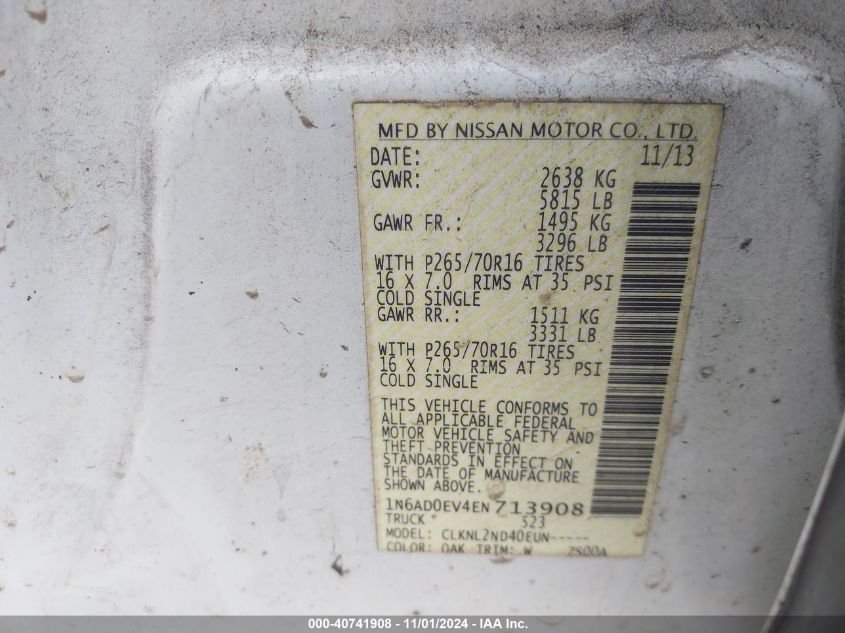 MFD BY NISSAN MOTOR CO., LTD.
DATE: 11/13
GVWR: 2638 KG
5815 LB
GAWR FR.: 1495 KG
3296 LB
WITH P265/70R16 TIRES
16 X 7.0 RIMS AT 35 PSI
COLD SINGLE
GAWR RR.: 1511 KG
3331 LB
WITH P265/70R16 TIRES
16 X 7.0 RIMS AT 35 PSI
COLD SINGLE
THIS VEHICLE CONFORMS TO
ALL APPLICABLE FEDERAL
MOTOR VEHICLE SAFETY AND
THEFT PREVENTION
STANDARDS IN EFFECT ON
THE DATE OF MANUFACTURE
SHOWN ABOVE.
1N6AD0EV4EN713908
TRUCK 523
MODEL: CLKNL2ND40EUN-----
COLOR: QAK TRIM: W ZS00A
000-40741908 - 11/01/2024 - IAA Inc.